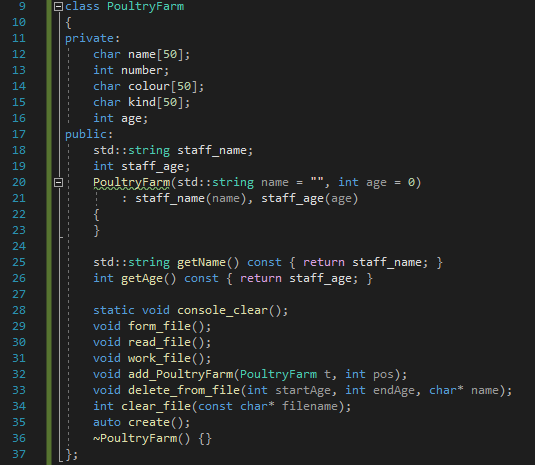 9 class PoultryFarm
10 {
11 private:
12 char name[50];
13 int number;
14 char colour[50];
15 char kind[50];
16 int age;
17 public:
18 std::string staff_name;
19 int staff_age;
20 PoultryFarm(std::string name = "", int age = 0)
21 : staff_name(name), staff_age(age)
22 {
23 }
24
25 std::string getName() const { return staff_name; }
26 int getAge() const { return staff_age; }
27
28 static void console_clear();
29 void form_file();
30 void read_file();
31 void work_file();
32 void add_PoultryFarm(PoultryFarm t, int pos);
33 void delete_from_file(int startAge, int endAge, char* name);
34 int clear_file(const char* filename);
35 auto create();
36 ~PoultryFarm() {}
37 };